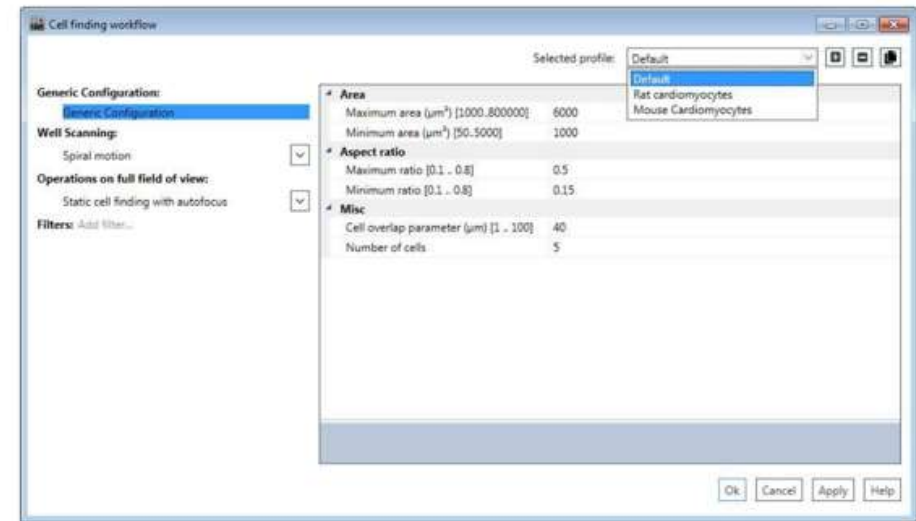 Cell finding workflow
Selected profile: Default
Default
Rat cardiomyocytes
Mouse Cardiomyocytes
Generic Configuration:
Generic Configuration
Well Scanning:
Spiral motion
Operations on full field of view:
Static cell finding with autofocus
Filters: Add filter...
Area
Maximum area (µm²) [1000..800000] 6000
Minimum area (µm²) [50..5000] 1000
Aspect ratio
Maximum ratio [0.1 .. 0.8] 0.5
Minimum ratio [0.1 .. 0.8] 0.15
Misc
Cell overlap parameter (µm) [1 .. 100] 40
Number of cells 5
Ok Cancel Apply Help